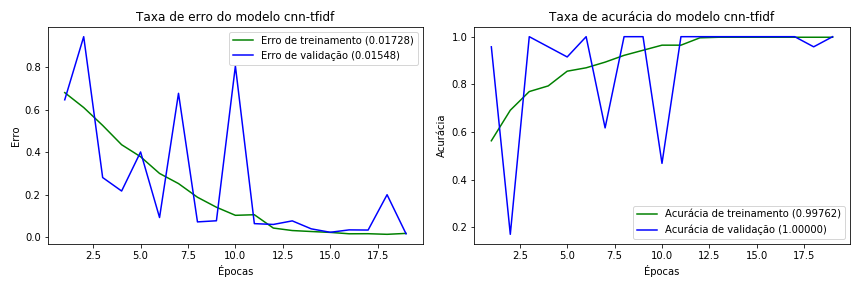 Taxa de erro do modelo cnn-tfidf
Erro de treinamento (0.01728)
Erro de validação (0.01548)
Erro
0.8
0.6
0.4
0.2
0.0
2.5 5.0 7.5 10.0 12.5 15.0 17.5
Épocas
Taxa de acurácia do modelo cnn-tfidf
Acurácia
1.0
0.8
0.6
0.4
0.2
Acurácia de treinamento (0.99762)
Acurácia de validação (1.00000)
2.5 5.0 7.5 10.0 12.5 15.0 17.5
Épocas